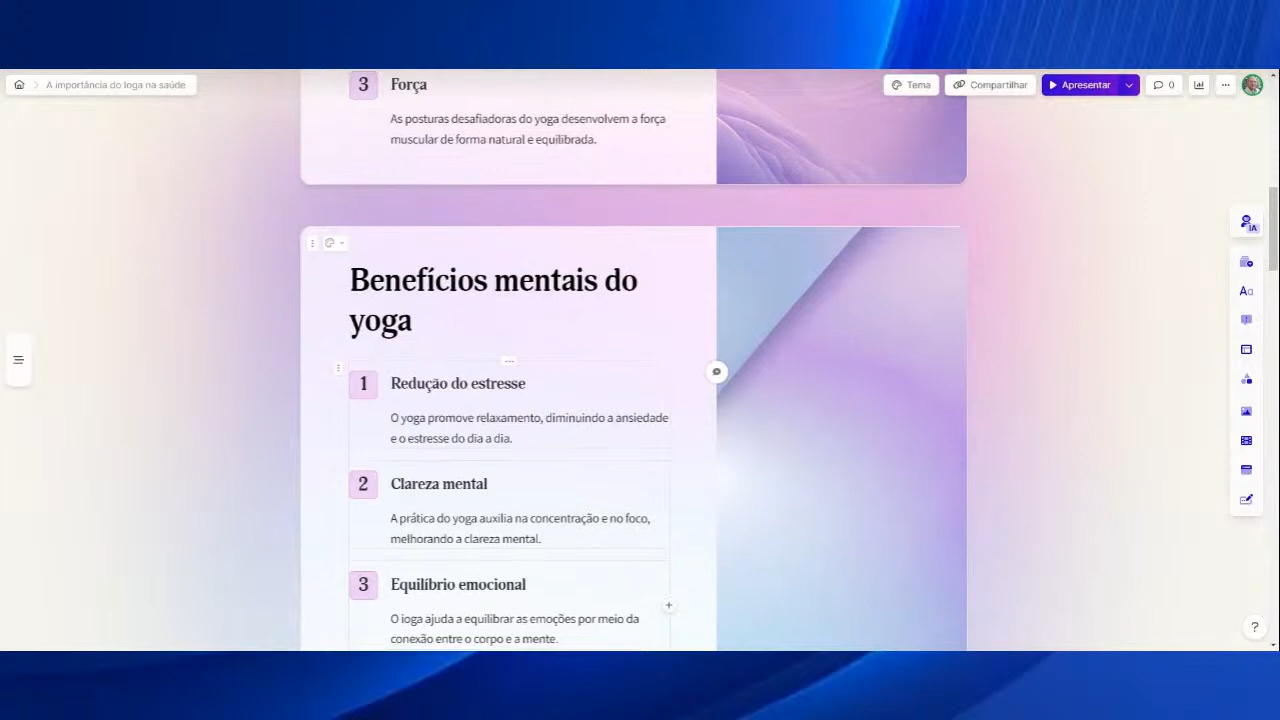 A importância do Ioga na saúde
Tema
Compartilhar
Apresentar
0
3
Força
As posturas desafiadoras do yoga desenvolvem a força
muscular de forma natural e equilibrada.
Benefícios mentais do
yoga
1
Redução do estresse
O yoga promove relaxamento, diminuindo a ansiedade
e o estresse do dia a dia.
2
Clareza mental
A prática do yoga auxilia na concentração e no foco,
melhorando a clareza mental.
3
Equilíbrio emocional
O ioga ajuda a equilibrar as emoções por meio da
conexão entre o corpo e a mente.
IA
Aa
?